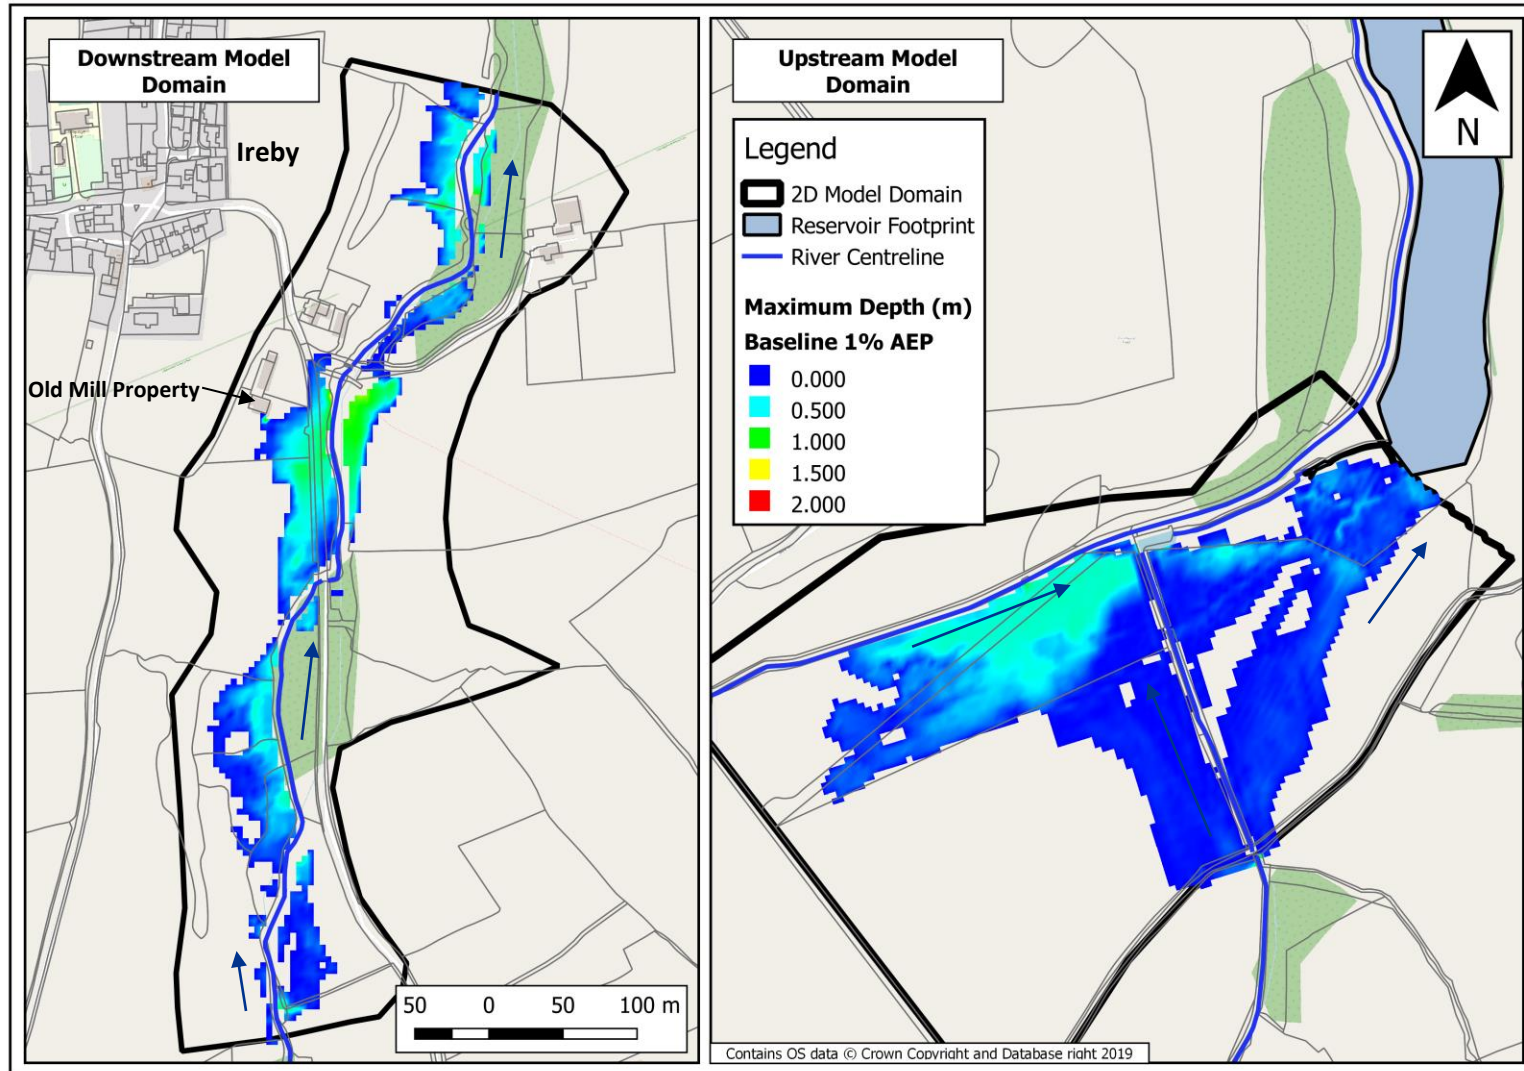 Downstream Model
Domain
Ireby
Old Mill Property
50 0 50 100 m
Upstream Model
Domain
N
Legend
2D Model Domain
Reservoir Footprint
River Centreline
Maximum Depth (m)
Baseline 1% AEP
0.000
0.500
1.000
1.500
2.000
Contains OS data © Crown Copyright and Database right 2019